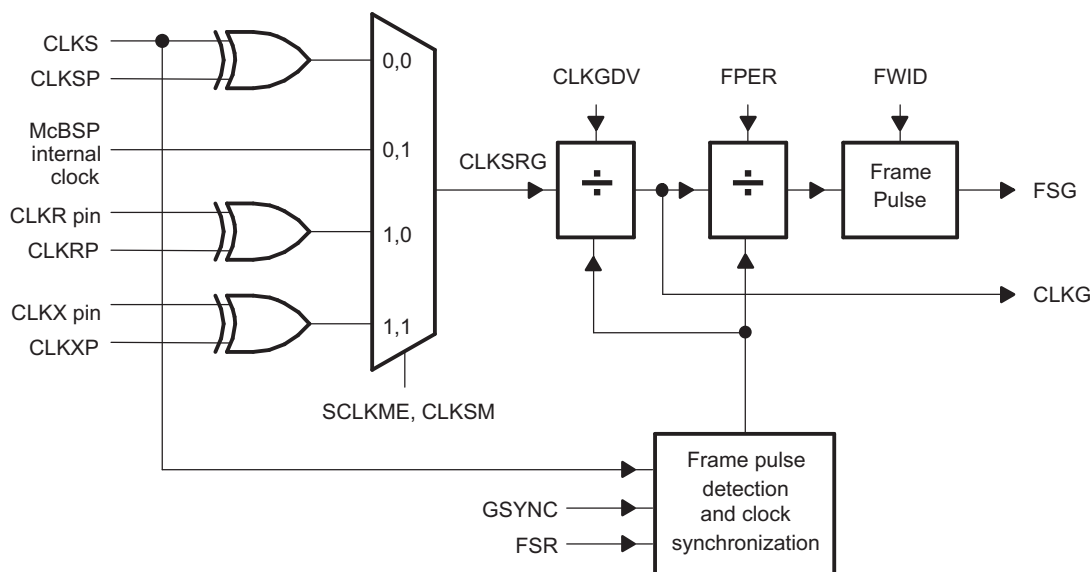 CLKS
CLKSP
McBSP
internal
clock
CLKR pin
CLKRP
CLKX pin
CLKXP
0,0
0,1
1,0
1,1
SCLKME, CLKSM
CLKSRG
CLKGDV
÷
FPER
÷
FWID
Frame
Pulse
FSG
CLKG
GSYNC
FSR
Frame pulse
detection
and clock
synchronization